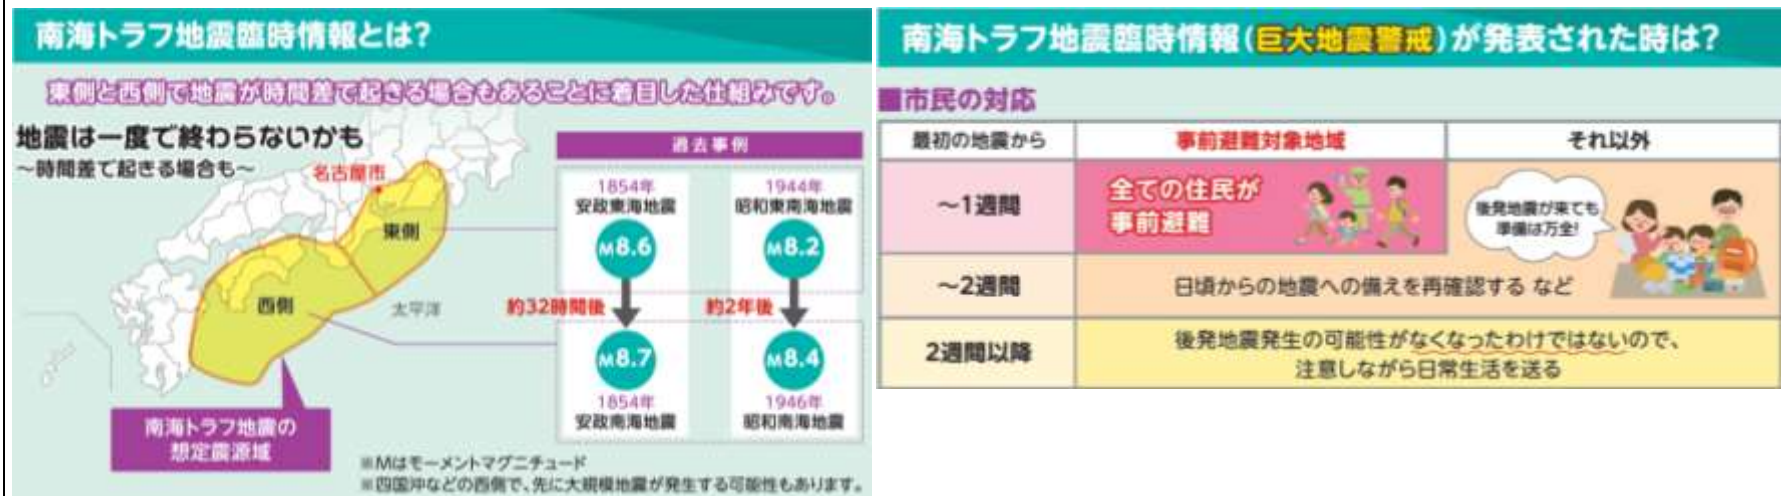 南海トラフ地震臨時情報とは?
東側と西側で地震が時間差で起きる場合もあることに着目した仕組みです。
地震は一度で終わらないかも
~時間差で起きる場合も~
名古屋市
東側
西側
太平洋
南海トラフ地震の
想定震源域
過去事例
1854年
安政東海地震
M8.6
約32時間後
M8.7
1854年
安政南海地震
1944年
昭和東南海地震
M8.2
約2年後
M8.4
1946年
昭和南海地震
※Mはモーメントマグニチュード
※四国沖などの西側で、先に大規模地震が発生する可能性もあります。
南海トラフ地震臨時情報(巨大地震警戒)が発表された時は?
■市民の対応
最初の地震から
事前避難対象地域
それ以外
~1週間
全ての住民が
事前避難
後発地震が来ても
準備は万全!
~2週間
日頃からの地震への備えを再確認する など
2週間以降
後発地震発生の可能性がなくなったわけではないので、
注意しながら日常生活を送る